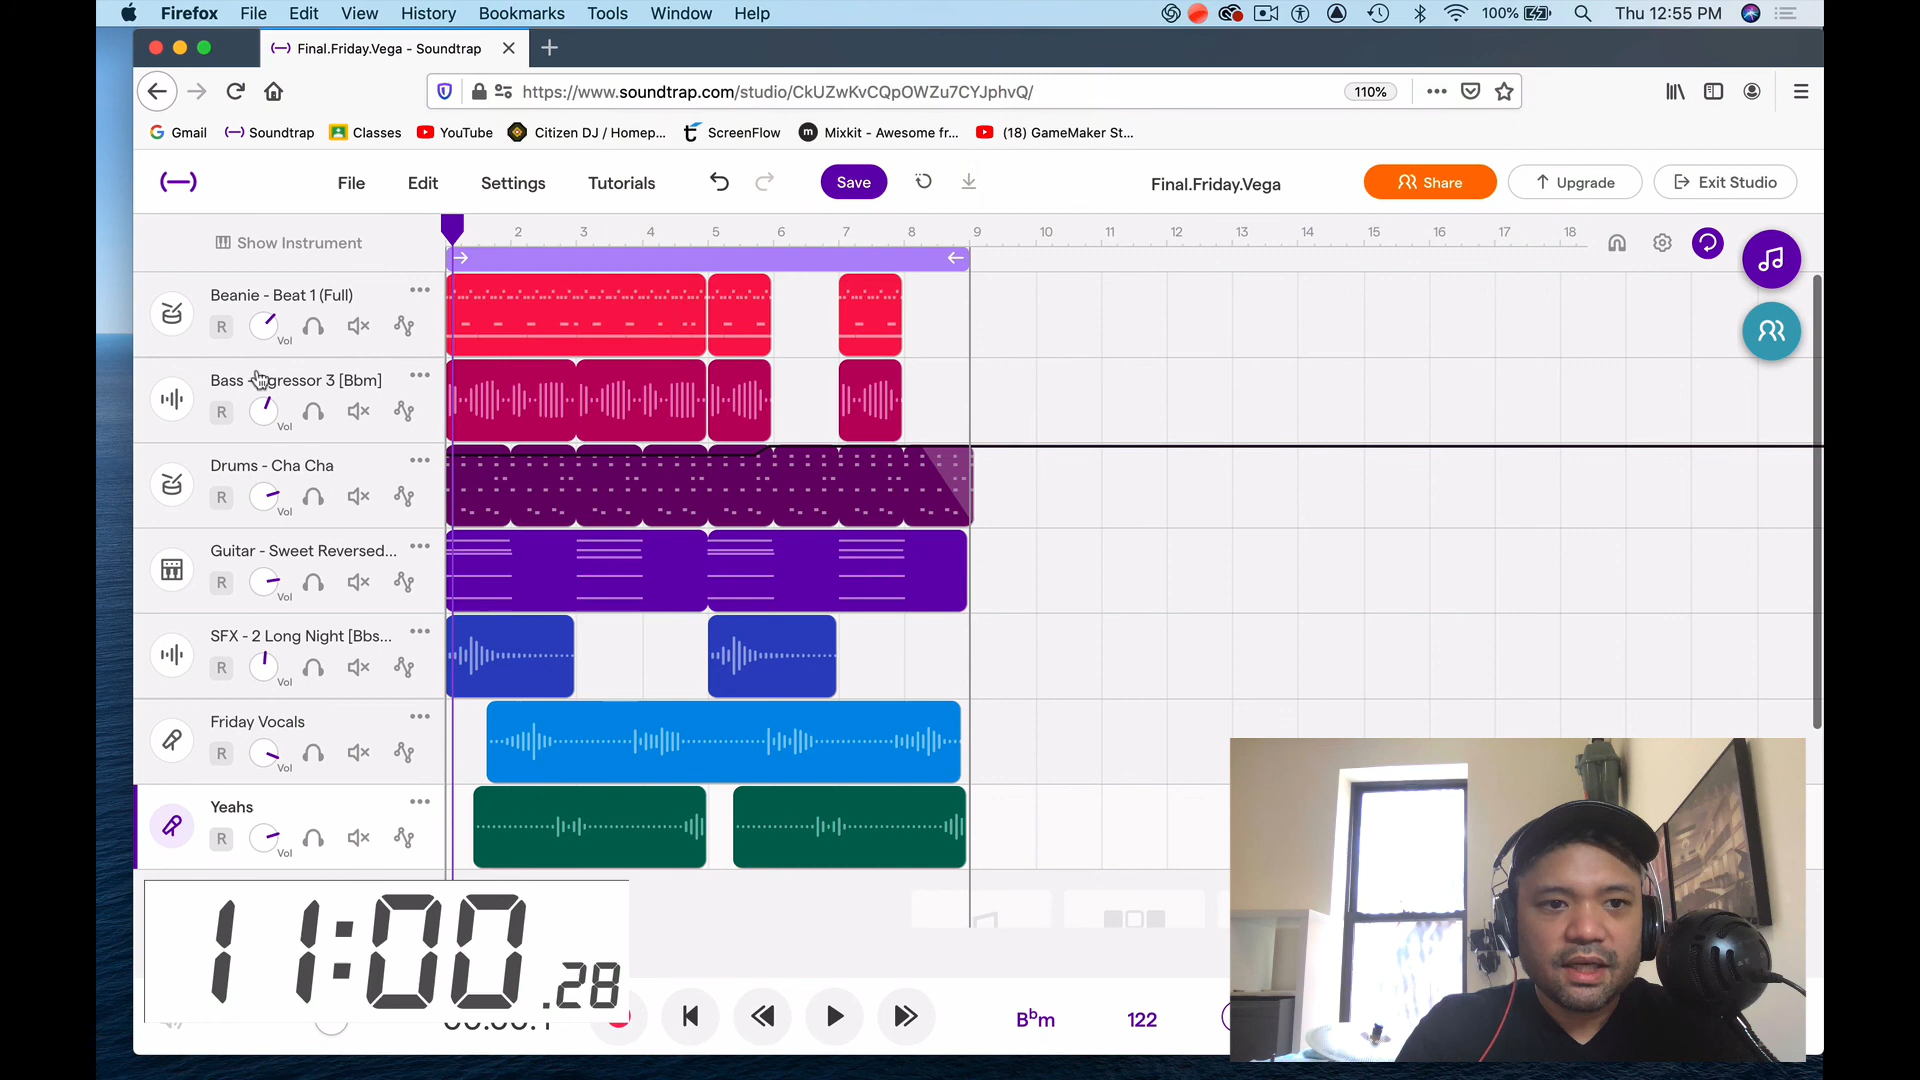 Firefox File Edit View History Bookmarks Tools Window Help 100% Thu 12:55 PM
Final.Friday.Vega - Soundtrap
https://www.soundtrap.com/studio/CkUZwKvCQpOWZu7CYJphvQ/ 110%
Gmail Soundtrap Classes YouTube Citizen DJ / Homep... ScreenFlow Mixkit - Awesome fr... (18) GameMaker St...
File Edit Settings Tutorials Save Final.Friday.Vega Share Upgrade Exit Studio
Show Instrument 2 3 4 5 6 7 8 9 10 11 12 13 14 15 16 17 18
Beanie - Beat 1 (Full)
R Vol
Bass - gressor 3 [Bbm]
R Vol
Drums - Cha Cha
R Vol
Guitar - Sweet Reversed...
R Vol
SFX - 2 Long Night [Bbs...
R Vol
Friday Vocals
R Vol
Yeahs
R Vol
11:00.28
Bbm 122